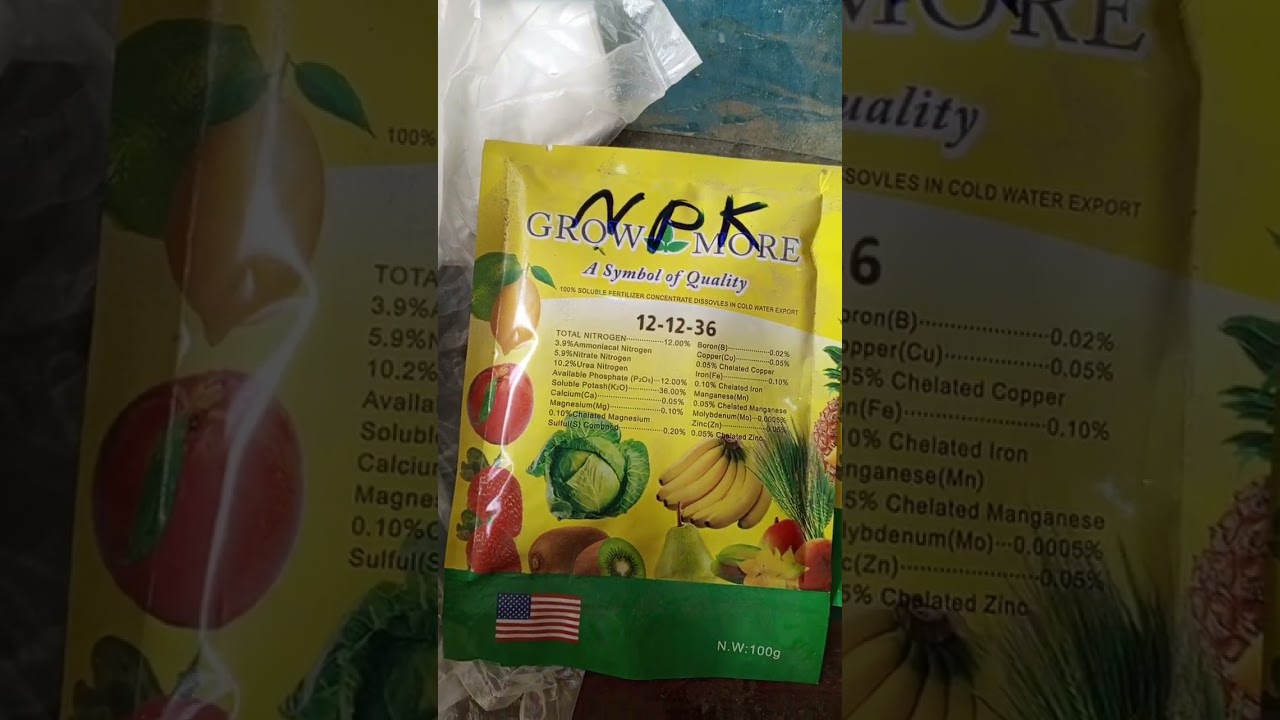 NPK
GROW MORE
A Symbol of Quality
100% SOLUBLE FERTILIZER CONCENTRATE DISSOVLES IN COLD WATER EXPORT
12-12-36
TOTAL NITROGEN 12.00%
3.9%Ammoniacal Nitrogen
5.9%Nitrate Nitrogen
10.2%Urea Nitrogen
Available Phosphate (P₂O₅) 12.00%
Soluble Potash(K₂O) 36.00%
Calcium(Ca) 0.05%
Magnesium(Mg) 0.10%
0.10%Chelated Magnesium
Sulful(S) Combned 0.20%
Boron(B) 0.02%
Copper(Cu) 0.05%
0.05% Chelated Copper
Iron(Fe) 0.10%
0.10% Chelated Iron
Manganese(Mn)
0.05% Chelated Manganese
Molybdenum(Mo) 0.0005%
Zinc(Zn) 0.05%
0.05% Chelated Zinc
N.W:100g